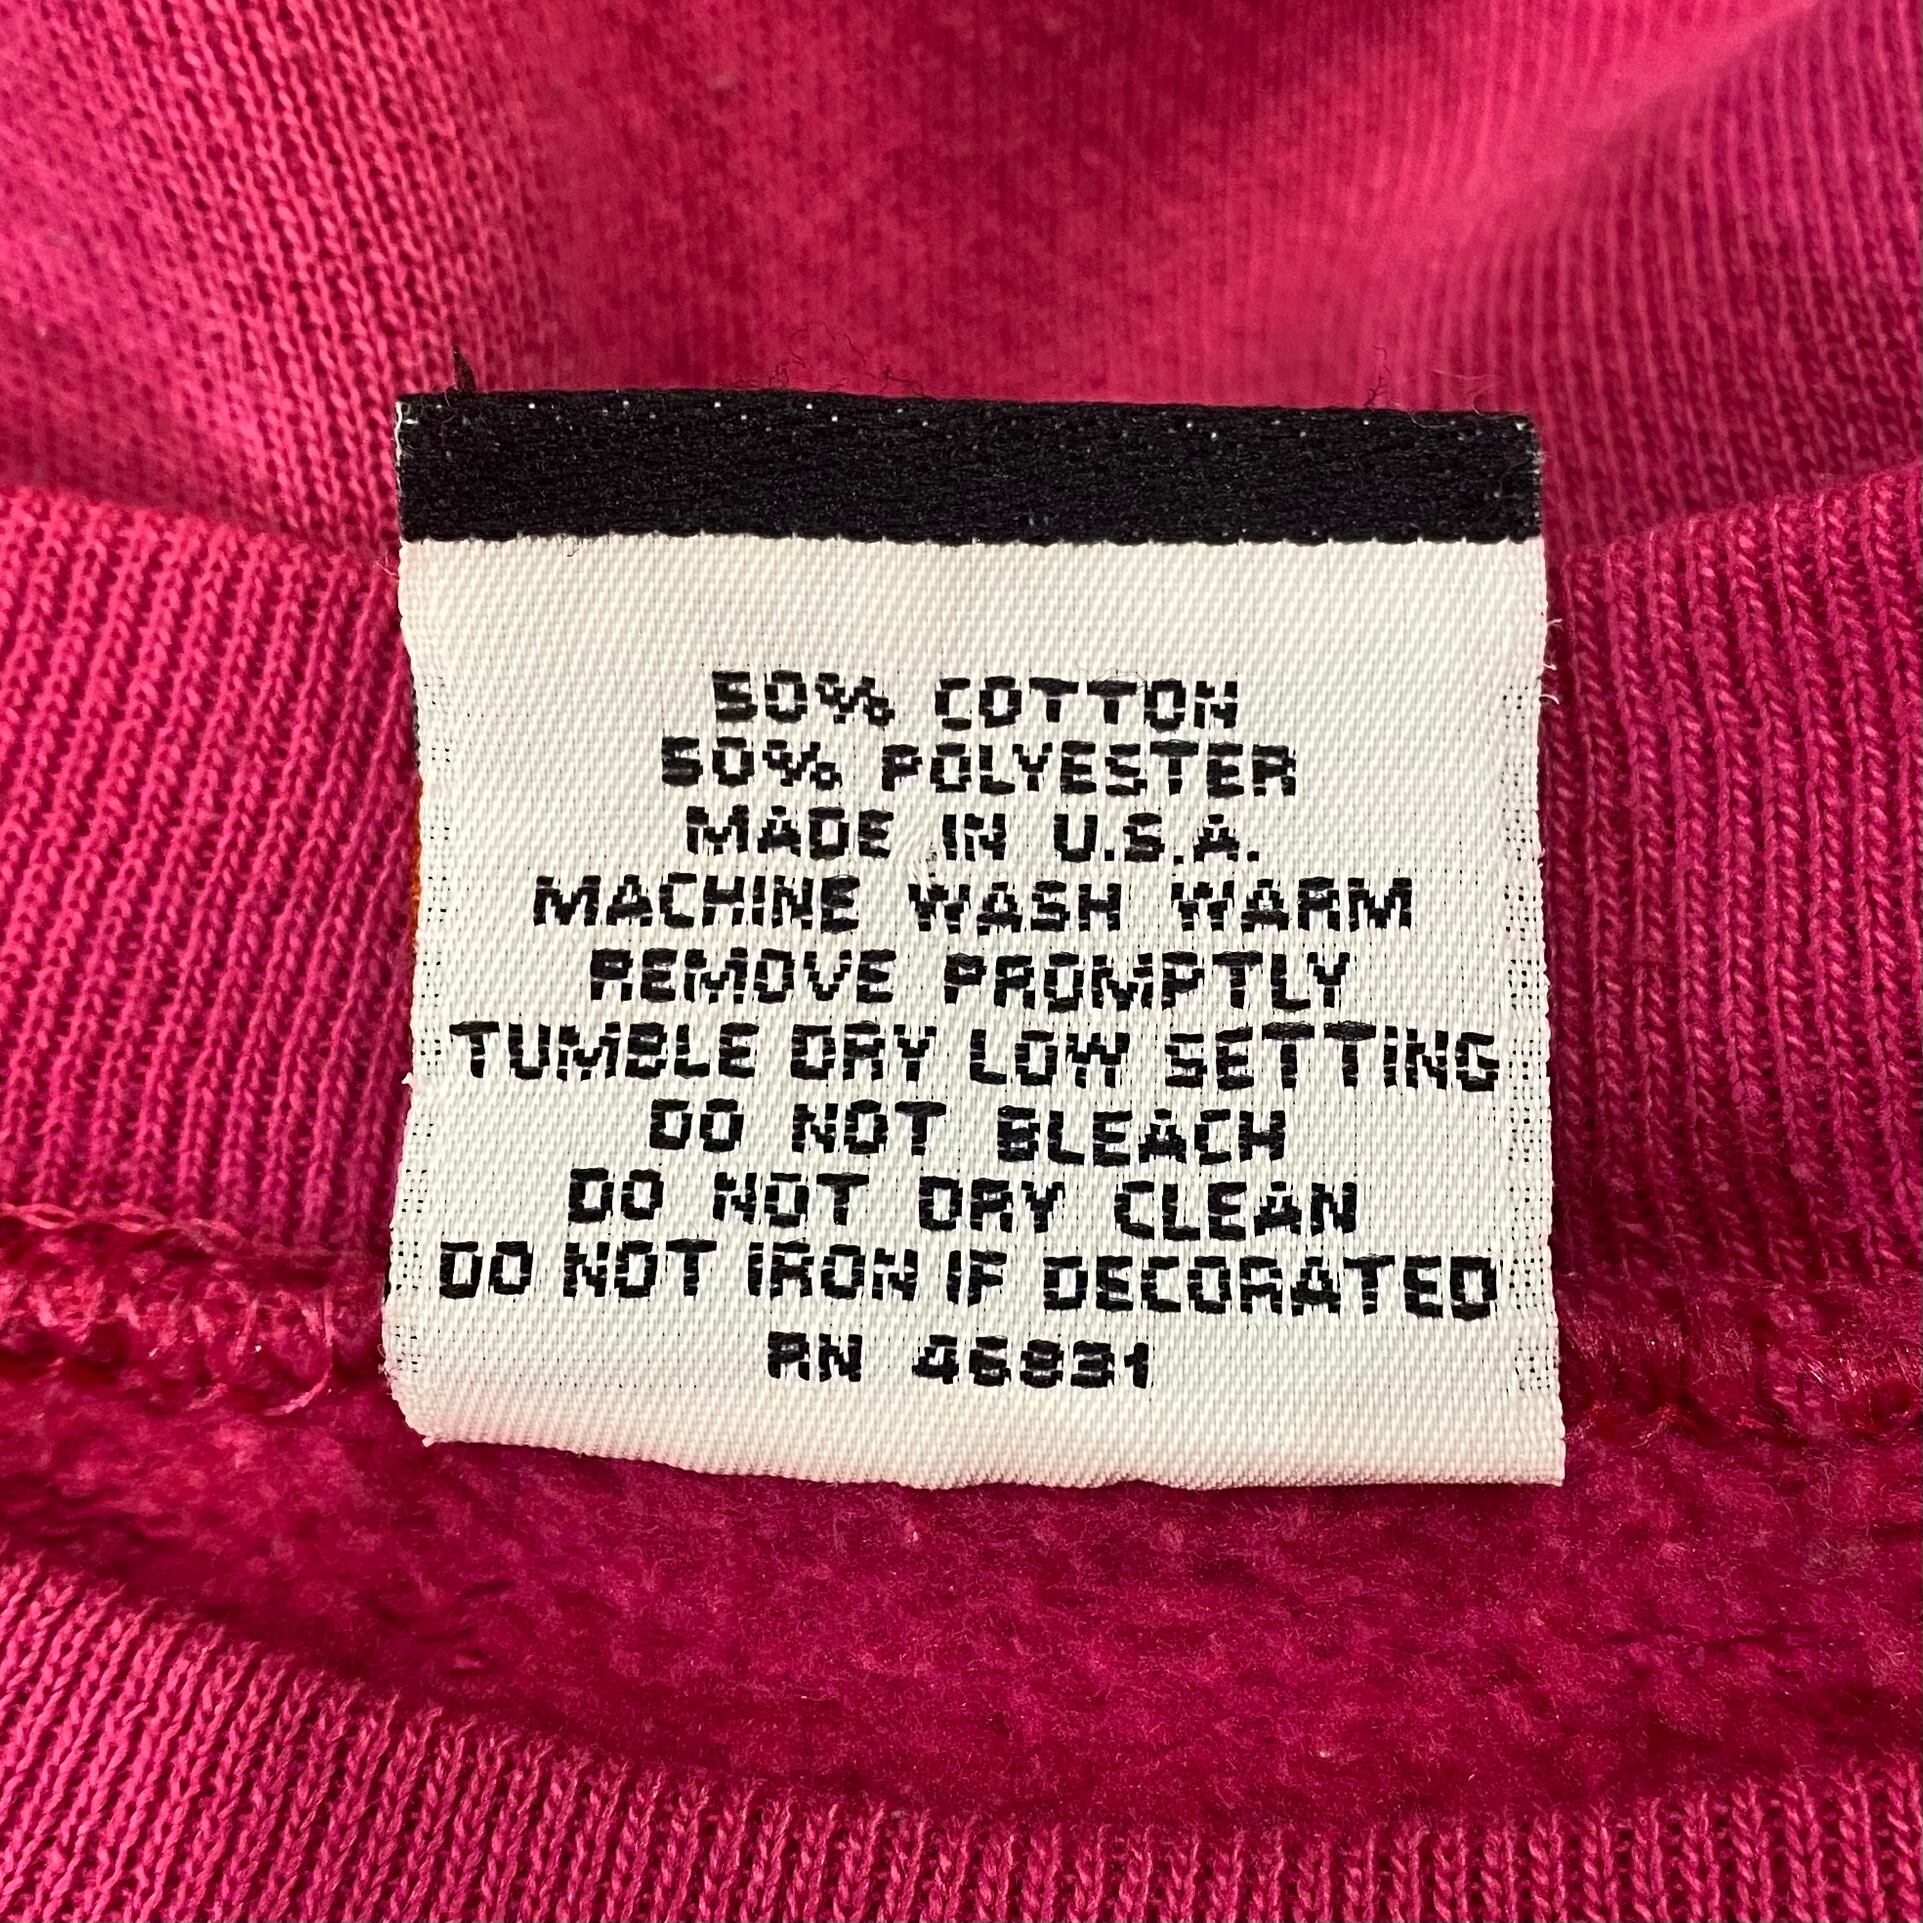 50% COTTON
50% POLYESTER
MADE IN U.S.A.
MACHINE WASH WARM
REMOVE PROMPTLY
TUMBLE DRY LOW SETTING
DO NOT BLEACH
DO NOT DRY CLEAN
DO NOT IRON IF DECORATED
RN 46831